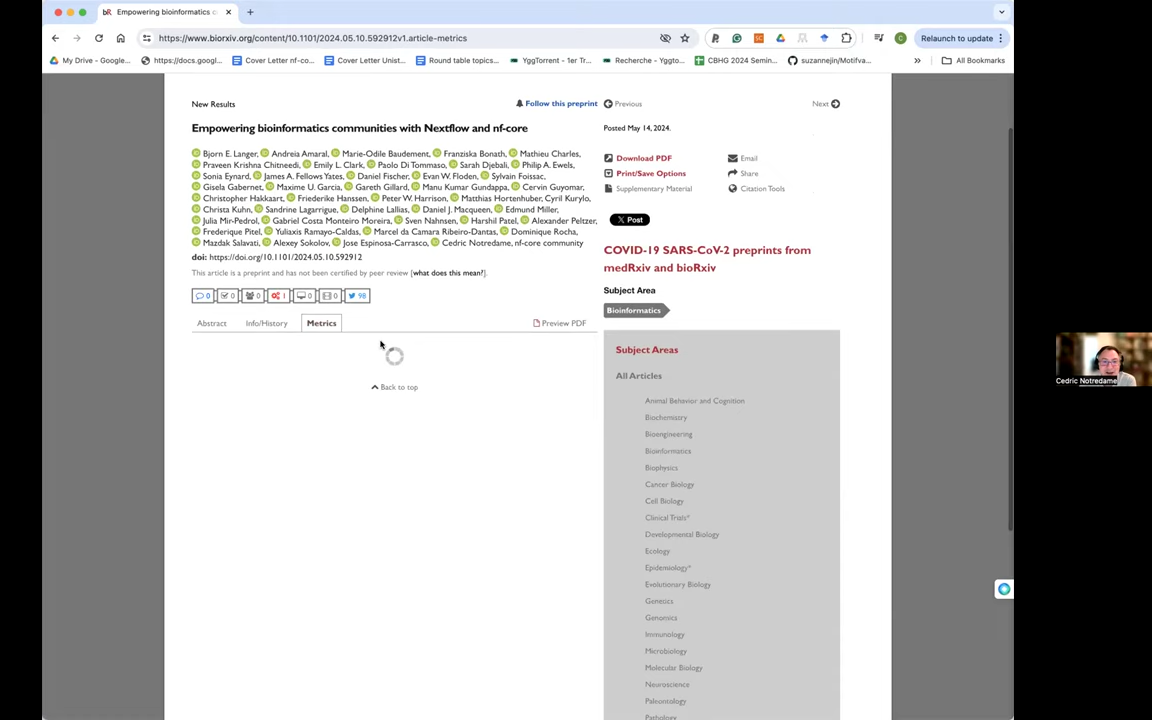 Empowering bioinformatics c
https://www.biorxiv.org/content/10.1101/2024.05.10.592912v1.article-metrics
Relaunch to update
My Drive - Google...
https://docs.googl...
Cover Letter nf-co...
Cover Letter Unist...
Round table topics...
YggTorrent - 1er Tr...
Recherche - Yggto...
CBHG 2024 Semin...
suzannejin/Motifva...
»
All Bookmarks
New Results
Follow this preprint
Previous
Next
Empowering bioinformatics communities with Nextflow and nf-core
Posted May 14, 2024.
Bjorn E. Langer, Andreia Amaral, Marie-Odile Baudement, Franziska Bonath, Mathieu Charles,
Praveen Krishna Chitneedi, Emily L. Clark, Paolo Di Tommaso, Sarah Djebali, Philip A. Ewels,
Sonia Eynard, James A. Fellows Yates, Daniel Fischer, Evan W. Floden, Sylvain Foissac,
Gisela Gabernet, Maxime U. Garcia, Gareth Gillard, Manu Kumar Gundappa, Cervin Guyomar,
Christopher Hakkaart, Friederike Hanssen, Peter W. Harrison, Matthias Hortenhuber, Cyril Kurylo,
Christa Kuhn, Sandrine Lagarrigue, Delphine Lallias, Daniel J. Macqueen, Edmund Miller,
Julia Mir-Pedrol, Gabriel Costa Monteiro Moreira, Sven Nahnsen, Harshil Patel, Alexander Peltzer,
Frederique Pitel, Yuliaxis Ramayo-Caldas, Marcel da Camara Ribeiro-Dantas, Dominique Rocha,
Mazdak Salavati, Alexey Sokolov, Jose Espinosa-Carrasco, Cedric Notredame, nf-core community
doi: https://doi.org/10.1101/2024.05.10.592912
This article is a preprint and has not been certified by peer review [what does this mean?].
0 0 0 1 0 0 98
Abstract
Info/History
Metrics
Preview PDF
Back to top
Download PDF
Email
Print/Save Options
Share
Supplementary Material
Citation Tools
X Post
COVID-19 SARS-CoV-2 preprints from
medRxiv and bioRxiv
Subject Area
Bioinformatics
Subject Areas
All Articles
Animal Behavior and Cognition
Biochemistry
Bioengineering
Bioinformatics
Biophysics
Cancer Biology
Cell Biology
Clinical Trials*
Developmental Biology
Ecology
Epidemiology*
Evolutionary Biology
Genetics
Genomics
Immunology
Microbiology
Molecular Biology
Neuroscience
Paleontology
Pathology
Cedric Notredame